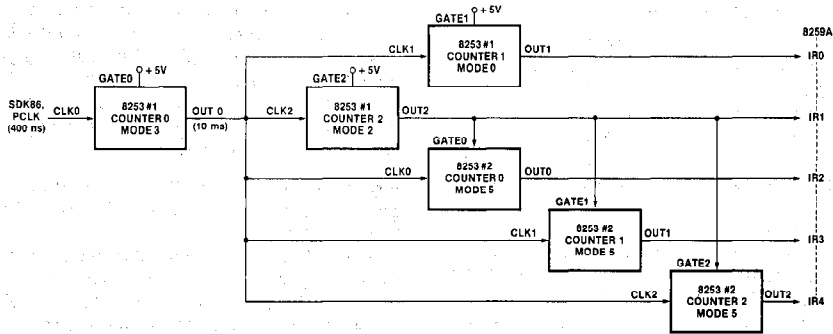 +5V
GATE1
8253 #1
COUNTER 1
MODE 0
CLK1
OUT1
8259A
IR0
+5V
GATE0
8253 #1
COUNTER 0
MODE 3
SDK86,
PCLK
(400 ns)
CLK0
OUT 0
(10 ms)
+5V
GATE2
8253 #1
COUNTER 2
MODE 2
CLK2
OUT2
IR1
GATE0
8253 #2
COUNTER 0
MODE 5
CLK0
OUT0
IR2
GATE1
8253 #2
COUNTER 1
MODE 5
CLK1
OUT1
IR3
GATE2
8253 #2
COUNTER 2
MODE 5
CLK2
OUT2
IR4